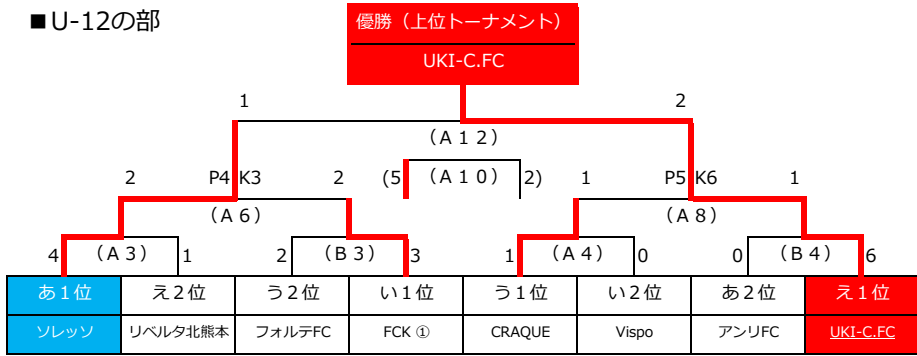 ■U-12の部
優勝（上位トーナメント）
UKI-C.FC
1 2
（A１２）
2 P4 K3 2 (5 （A１０） 2) 1 P5 K6 1
（A６） （A８）
4 （A３） 1 2 （B３） 3 1 （A４） 0 0 （B４） 6
あ１位 え２位 う２位 い１位 う１位 い２位 あ２位 え１位
ソレッソ リベルタ北熊本 フォルテFC FCK ① CRAQUE Vispo アンリFC UKI-C.FC